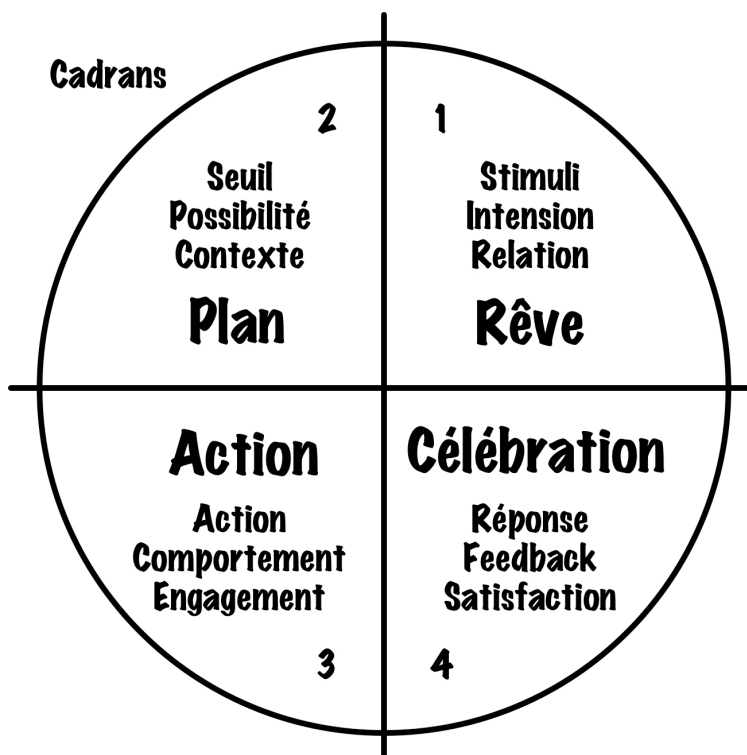 Cadrans
1
Stimuli
Intension
Relation
Rêve
2
Seuil
Possibilité
Contexte
Plan
Action
Action
Comportement
Engagement
3
Célébration
Réponse
Feedback
Satisfaction
4